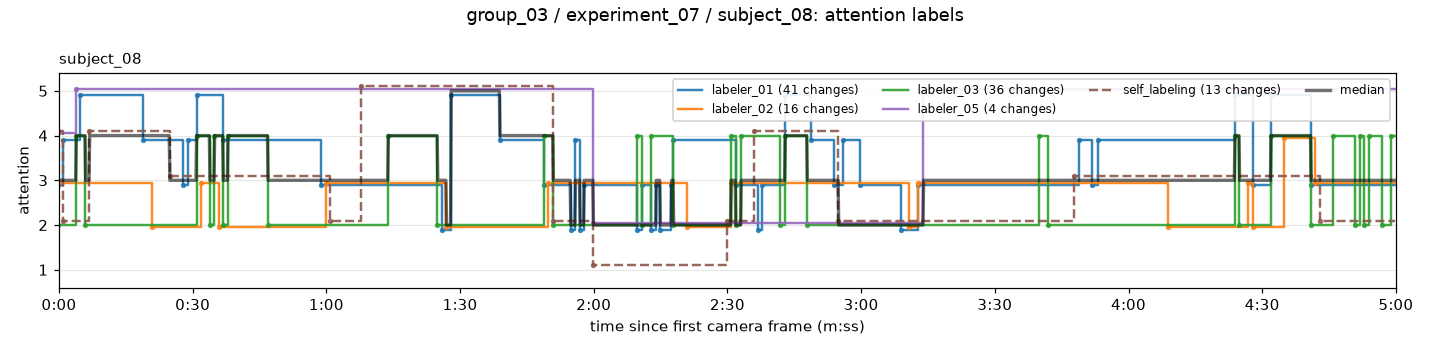 group_03 / experiment_07 / subject_08: attention labels
subject_08
labeler_01 (41 changes)
labeler_02 (16 changes)
labeler_03 (36 changes)
labeler_05 (4 changes)
self_labeling (13 changes)
median
attention
5
4
3
2
1
0:00 0:30 1:00 1:30 2:00 2:30 3:00 3:30 4:00 4:30 5:00
time since first camera frame (m:ss)